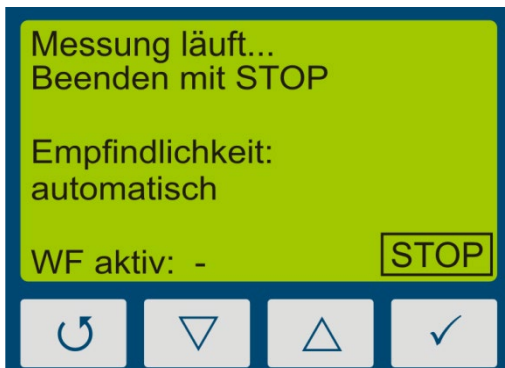 Messung läuft...
Beenden mit STOP
Empfindlichkeit:
automatisch
WF aktiv: -
STOP